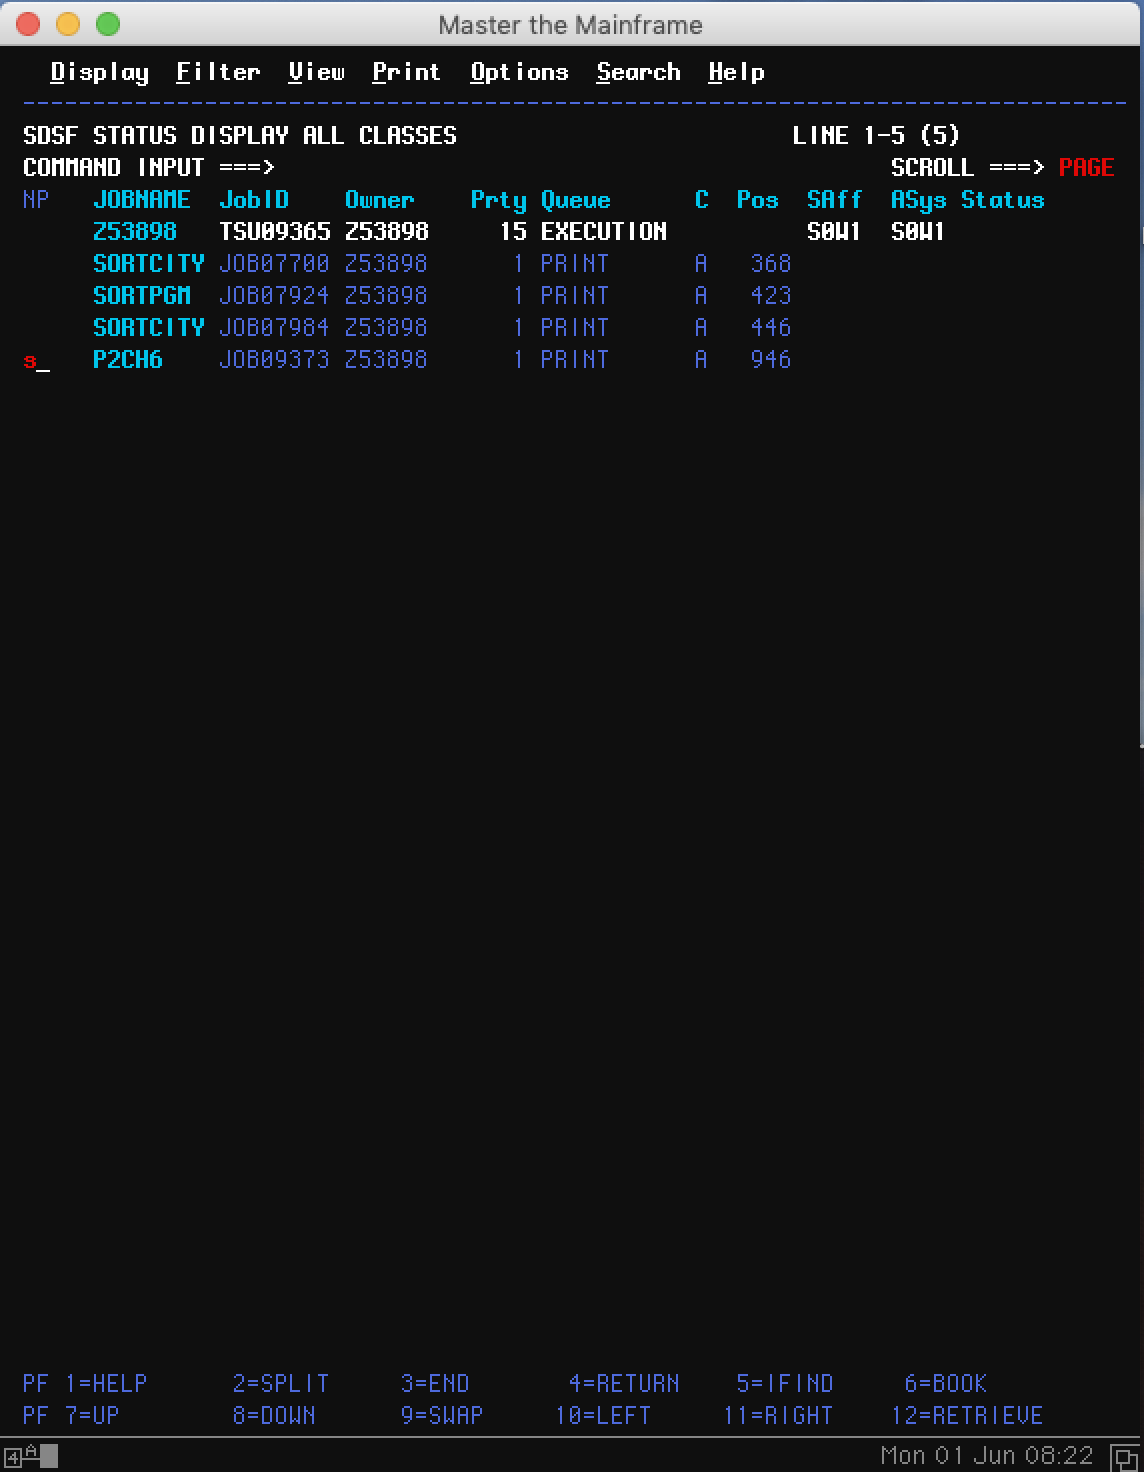 Master the Mainframe
Display Filter View Print Options Search Help
SDSF STATUS DISPLAY ALL CLASSES LINE 1-5 (5)
COMMAND INPUT ===> SCROLL ===> PAGE
NP JOBNAME JobID Owner Prty Queue C Pos SAff ASys Status
Z53898 TSU09365 Z53898 15 EXECUTION S0W1 S0W1
SORTCITY JOB07700 Z53898 1 PRINT A 368
SORTPGM JOB07924 Z53898 1 PRINT A 423
SORTCITY JOB07984 Z53898 1 PRINT A 446
s_ P2CH6 JOB09373 Z53898 1 PRINT A 946
PF 1=HELP 2=SPLIT 3=END 4=RETURN 5=IFIND 6=BOOK
PF 7=UP 8=DOWN 9=SWAP 10=LEFT 11=RIGHT 12=RETRIEVE
4 A Mon 01 Jun 08:22